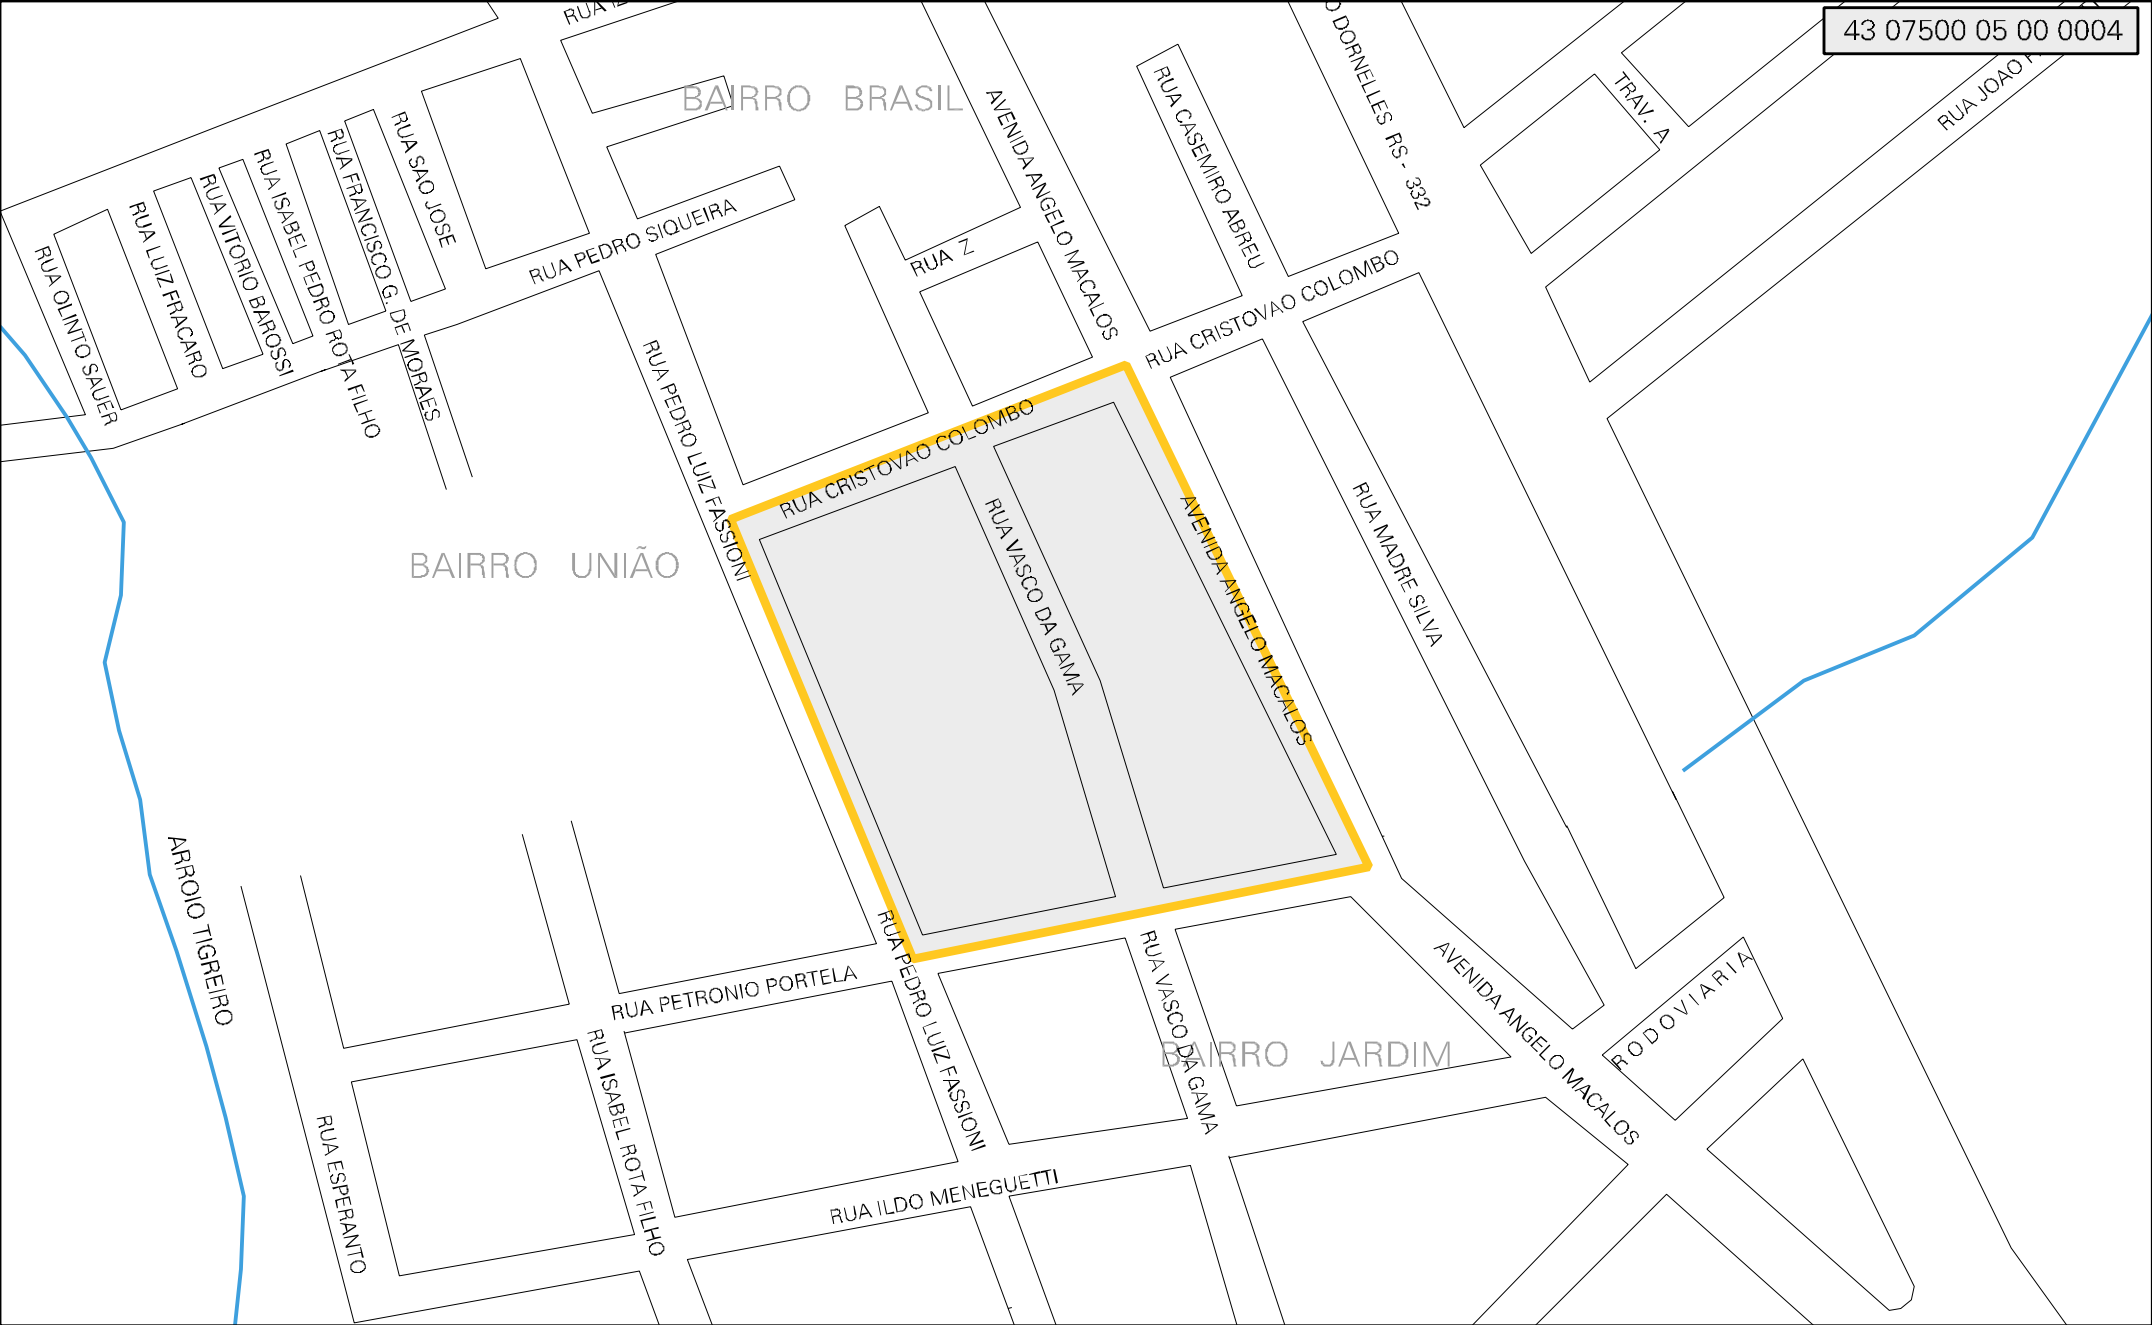 43 07500 05 00 0004
BAIRRO BRASIL
TRAV. A
RUA SAO JOSE
RUA FRANCISCO G. DE MORAES
RUA ISABEL PEDRO ROTA FILHO
RUA VITORIO BAROSSI
RUA LUIZ FRACARO
RUA OLINTO SAUER
RUA PEDRO SIQUEIRA
RUA Z
AVENIDA ANGELO MACALOS
RUA CASEMIRO ABREU
DORNELLES RS - 332
RUA JOAO
RUA CRISTOVAO COLOMBO
RUA PEDRO LUIZ FASSIONI
RUA CRISTOVAO COLOMBO
RUA VASCO DA GAMA
AVENIDA ANGELO MACALOS
RUA MADRE SILVA
BAIRRO UNIÃO
ARROIO TIGREIRO
RUA PETRONIO PORTELA
RUA PEDRO LUIZ FASSIONI
RUA VASCO DA GAMA
AVENIDA ANGELO MACALOS
RODOVIARIA
BAIRRO JARDIM
RUA ISABEL ROTA FILHO
RUA ESPERANTO
RUA ILDO MENEGUETTI